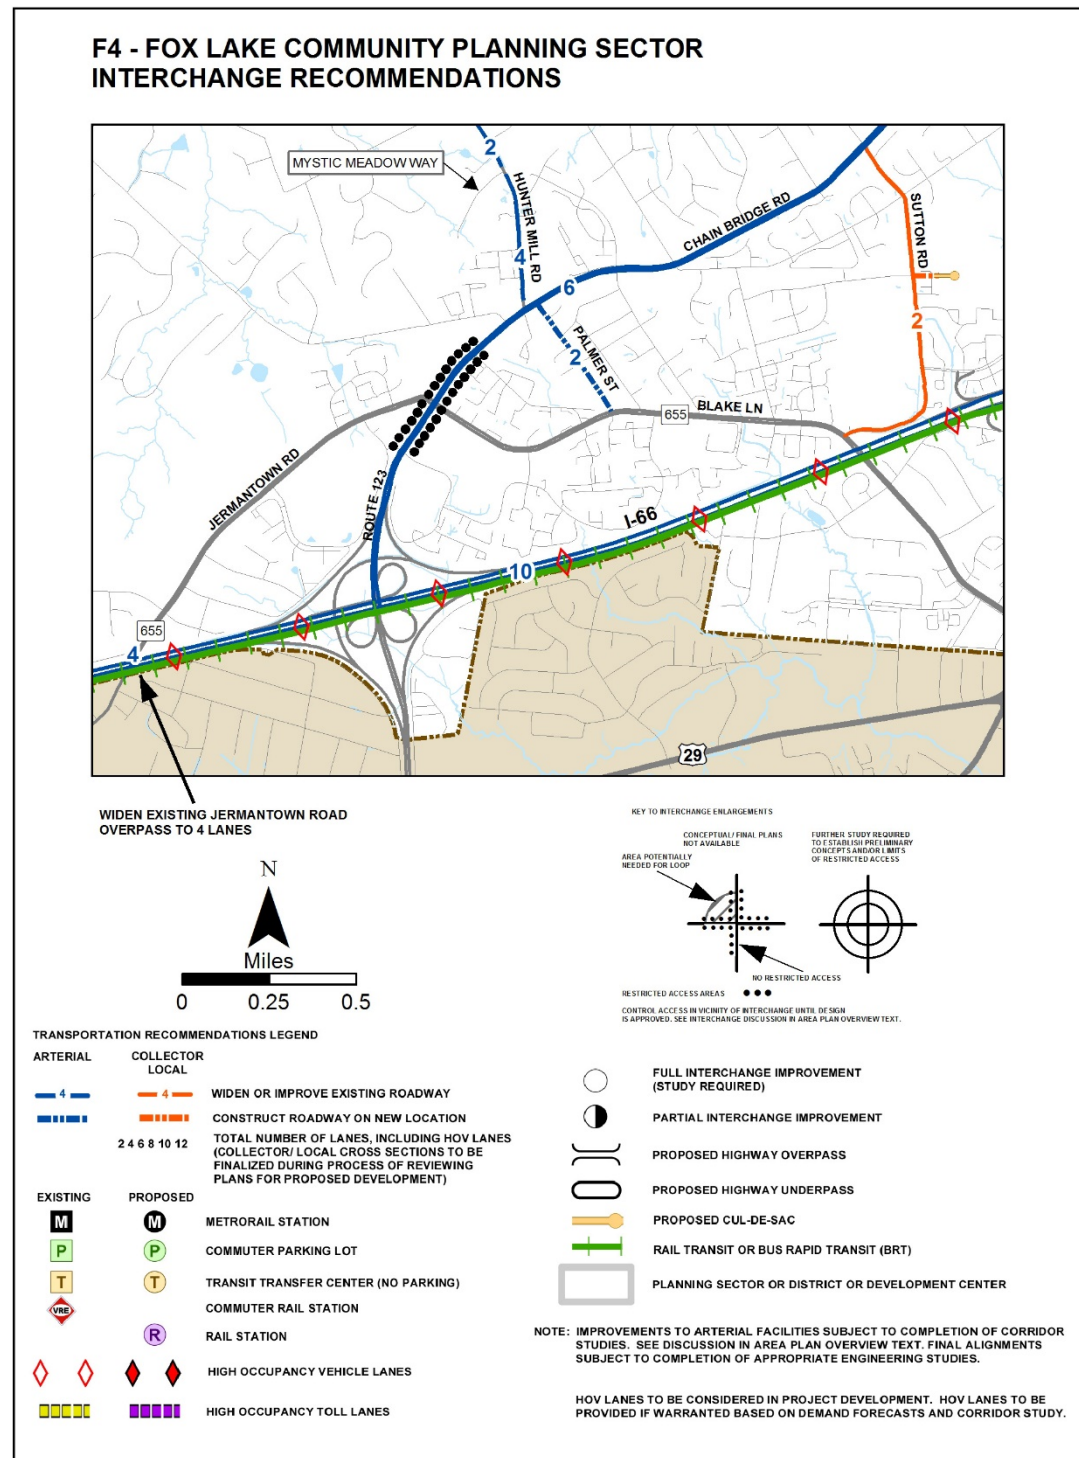 F4 - FOX LAKE COMMUNITY PLANNING SECTOR
INTERCHANGE RECOMMENDATIONS
MYSTIC MEADOW WAY
2
HUNTER MILL RD
4
CHAIN BRIDGE RD
6
SUTTON RD
2
PALMER ST
2
655
BLAKE LN
JERMANTOWN RD
ROUTE 123
I-66
10
655
4
29
WIDEN EXISTING JERMANTOWN ROAD
OVERPASS TO 4 LANES
N
Miles
0 0.25 0.5
KEY TO INTERCHANGE ENLARGEMENTS
CONCEPTUAL/ FINAL PLANS
NOT AVAILABLE
AREA POTENTIALLY
NEEDED FOR LOOP
FURTHER STUDY REQUIRED
TO ESTABLISH PRELIMINARY
CONCEPTS AND/OR LIMITS
OF RESTRICTED ACCESS
NO RESTRICTED ACCESS
RESTRICTED ACCESS AREAS
CONTROL ACCESS IN VICINITY OF INTERCHANGE UNTIL DESIGN
IS APPROVED. SEE INTERCHANGE DISCUSSION IN AREA PLAN OVERVIEW TEXT.
TRANSPORTATION RECOMMENDATIONS LEGEND
ARTERIAL COLLECTOR
LOCAL
4 4 WIDEN OR IMPROVE EXISTING ROADWAY
CONSTRUCT ROADWAY ON NEW LOCATION
2 4 6 8 10 12 TOTAL NUMBER OF LANES, INCLUDING HOV LANES
(COLLECTOR/ LOCAL CROSS SECTIONS TO BE
FINALIZED DURING PROCESS OF REVIEWING
PLANS FOR PROPOSED DEVELOPMENT)
EXISTING PROPOSED
M M METRORAIL STATION
P P COMMUTER PARKING LOT
T T TRANSIT TRANSFER CENTER (NO PARKING)
VRE COMMUTER RAIL STATION
R RAIL STATION
HIGH OCCUPANCY VEHICLE LANES
HIGH OCCUPANCY TOLL LANES
FULL INTERCHANGE IMPROVEMENT
(STUDY REQUIRED)
PARTIAL INTERCHANGE IMPROVEMENT
PROPOSED HIGHWAY OVERPASS
PROPOSED HIGHWAY UNDERPASS
PROPOSED CUL-DE-SAC
RAIL TRANSIT OR BUS RAPID TRANSIT (BRT)
PLANNING SECTOR OR DISTRICT OR DEVELOPMENT CENTER
NOTE: IMPROVEMENTS TO ARTERIAL FACILITIES SUBJECT TO COMPLETION OF CORRIDOR
STUDIES. SEE DISCUSSION IN AREA PLAN OVERVIEW TEXT. FINAL ALIGNMENTS
SUBJECT TO COMPLETION OF APPROPRIATE ENGINEERING STUDIES.
HOV LANES TO BE CONSIDERED IN PROJECT DEVELOPMENT. HOV LANES TO BE
PROVIDED IF WARRANTED BASED ON DEMAND FORECASTS AND CORRIDOR STUDY.